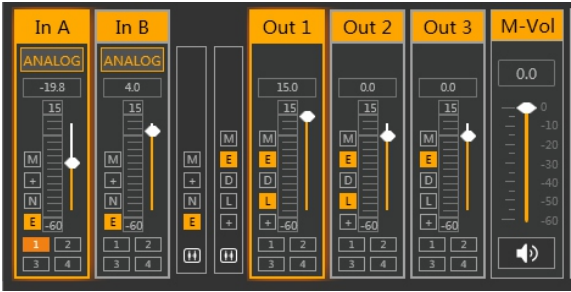 In A In B Out 1 Out 2 Out 3 M-Vol
ANALOG ANALOG
-19.8 4.0 15.0 0.0 0.0 0.0
15 15 15 15 15 0
-10
M M M -20
M M M E E E E -30
+ + + D D D D -40
N N N L L L L -50
E -60 E -60 E + + -60 + -60 + -60 -60
1 2 1 2 1 2 1 2 1 2
3 4 3 4 3 4 3 4 3 4